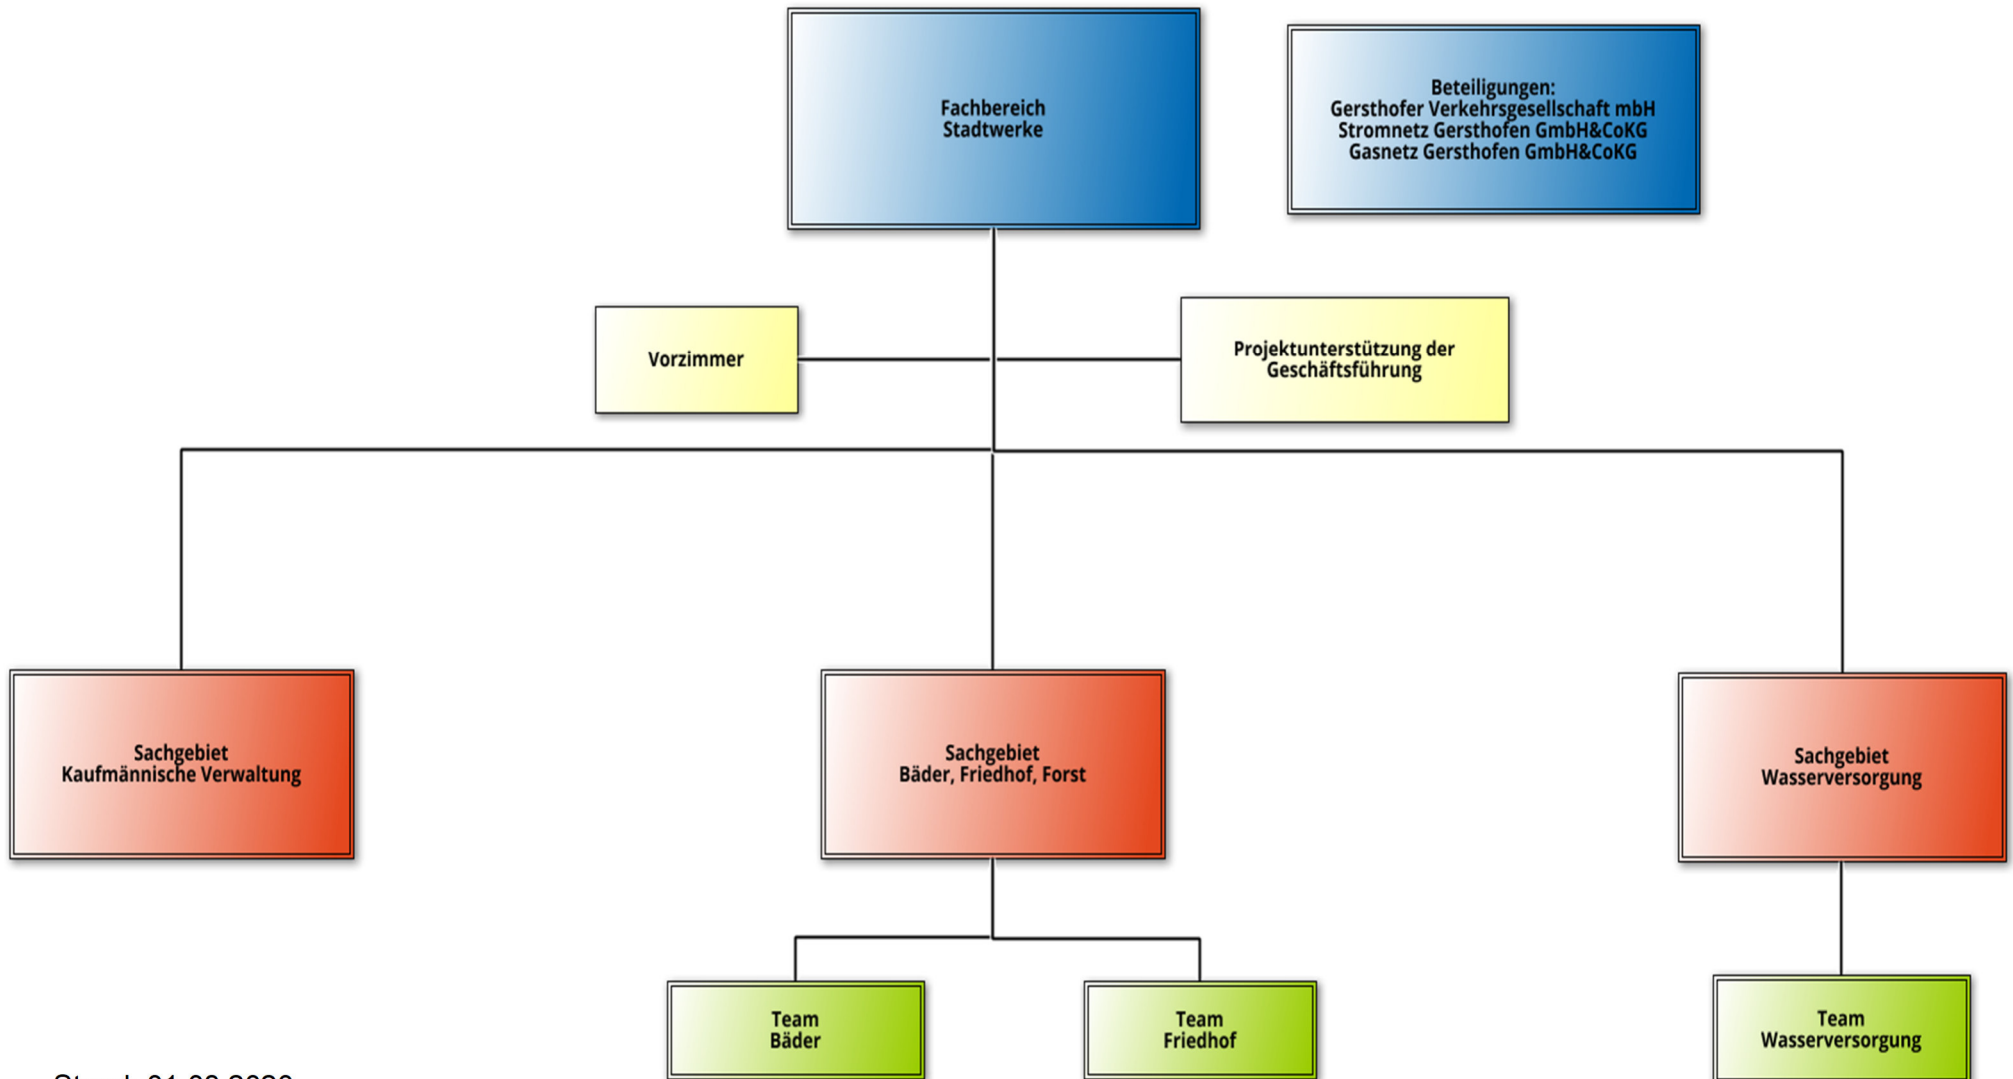 Fachbereich
Stadtwerke
Beteiligungen:
Gersthofer Verkehrsgesellschaft mbH
Stromnetz Gersthofen GmbH&CoKG
Gasnetz Gersthofen GmbH&CoKG
Vorzimmer
Projektunterstützung der
Geschäftsführung
Sachgebiet
Kaufmännische Verwaltung
Sachgebiet
Bäder, Friedhof, Forst
Sachgebiet
Wasserversorgung
Team
Bäder
Team
Friedhof
Team
Wasserversorgung